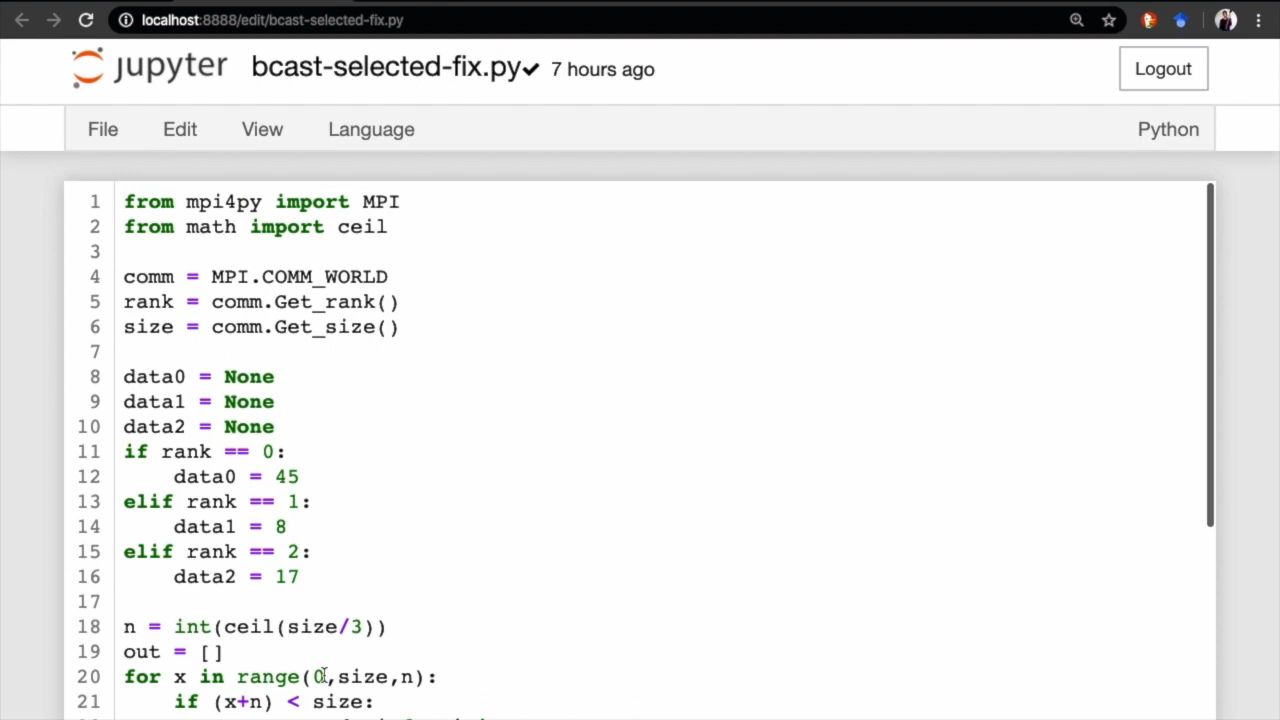 localhost:8888/edit/bcast-selected-fix.py
jupyter bcast-selected-fix.py✔ 7 hours ago Logout
File Edit View Language Python
1 from mpi4py import MPI
2 from math import ceil
3
4 comm = MPI.COMM_WORLD
5 rank = comm.Get_rank()
6 size = comm.Get_size()
7
8 data0 = None
9 data1 = None
10 data2 = None
11 if rank == 0:
12     data0 = 45
13 elif rank == 1:
14     data1 = 8
15 elif rank == 2:
16     data2 = 17
17
18 n = int(ceil(size/3))
19 out = []
20 for x in range(0,size,n):
21     if (x+n) < size: